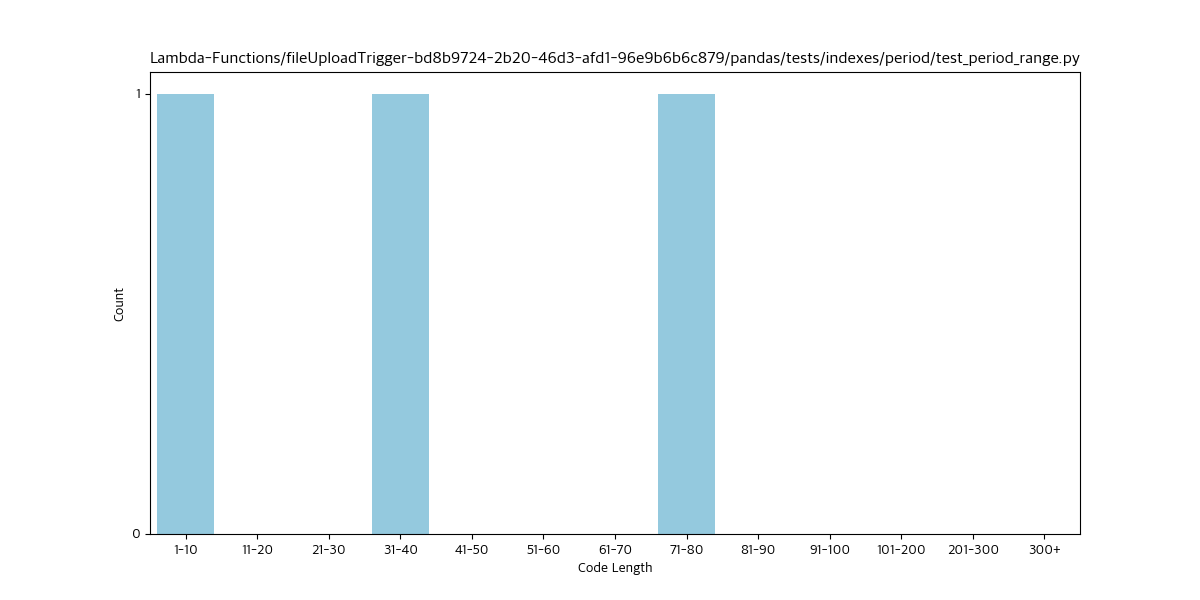 Lambda-Functions/fileUploadTrigger-bd8b9724-2b20-46d3-afd1-96e9b6b6c879/pandas/tests/indexes/period/test_period_range.py
1
Count
0
1-10 11-20 21-30 31-40 41-50 51-60 61-70 71-80 81-90 91-100 101-200 201-300 300+
Code Length